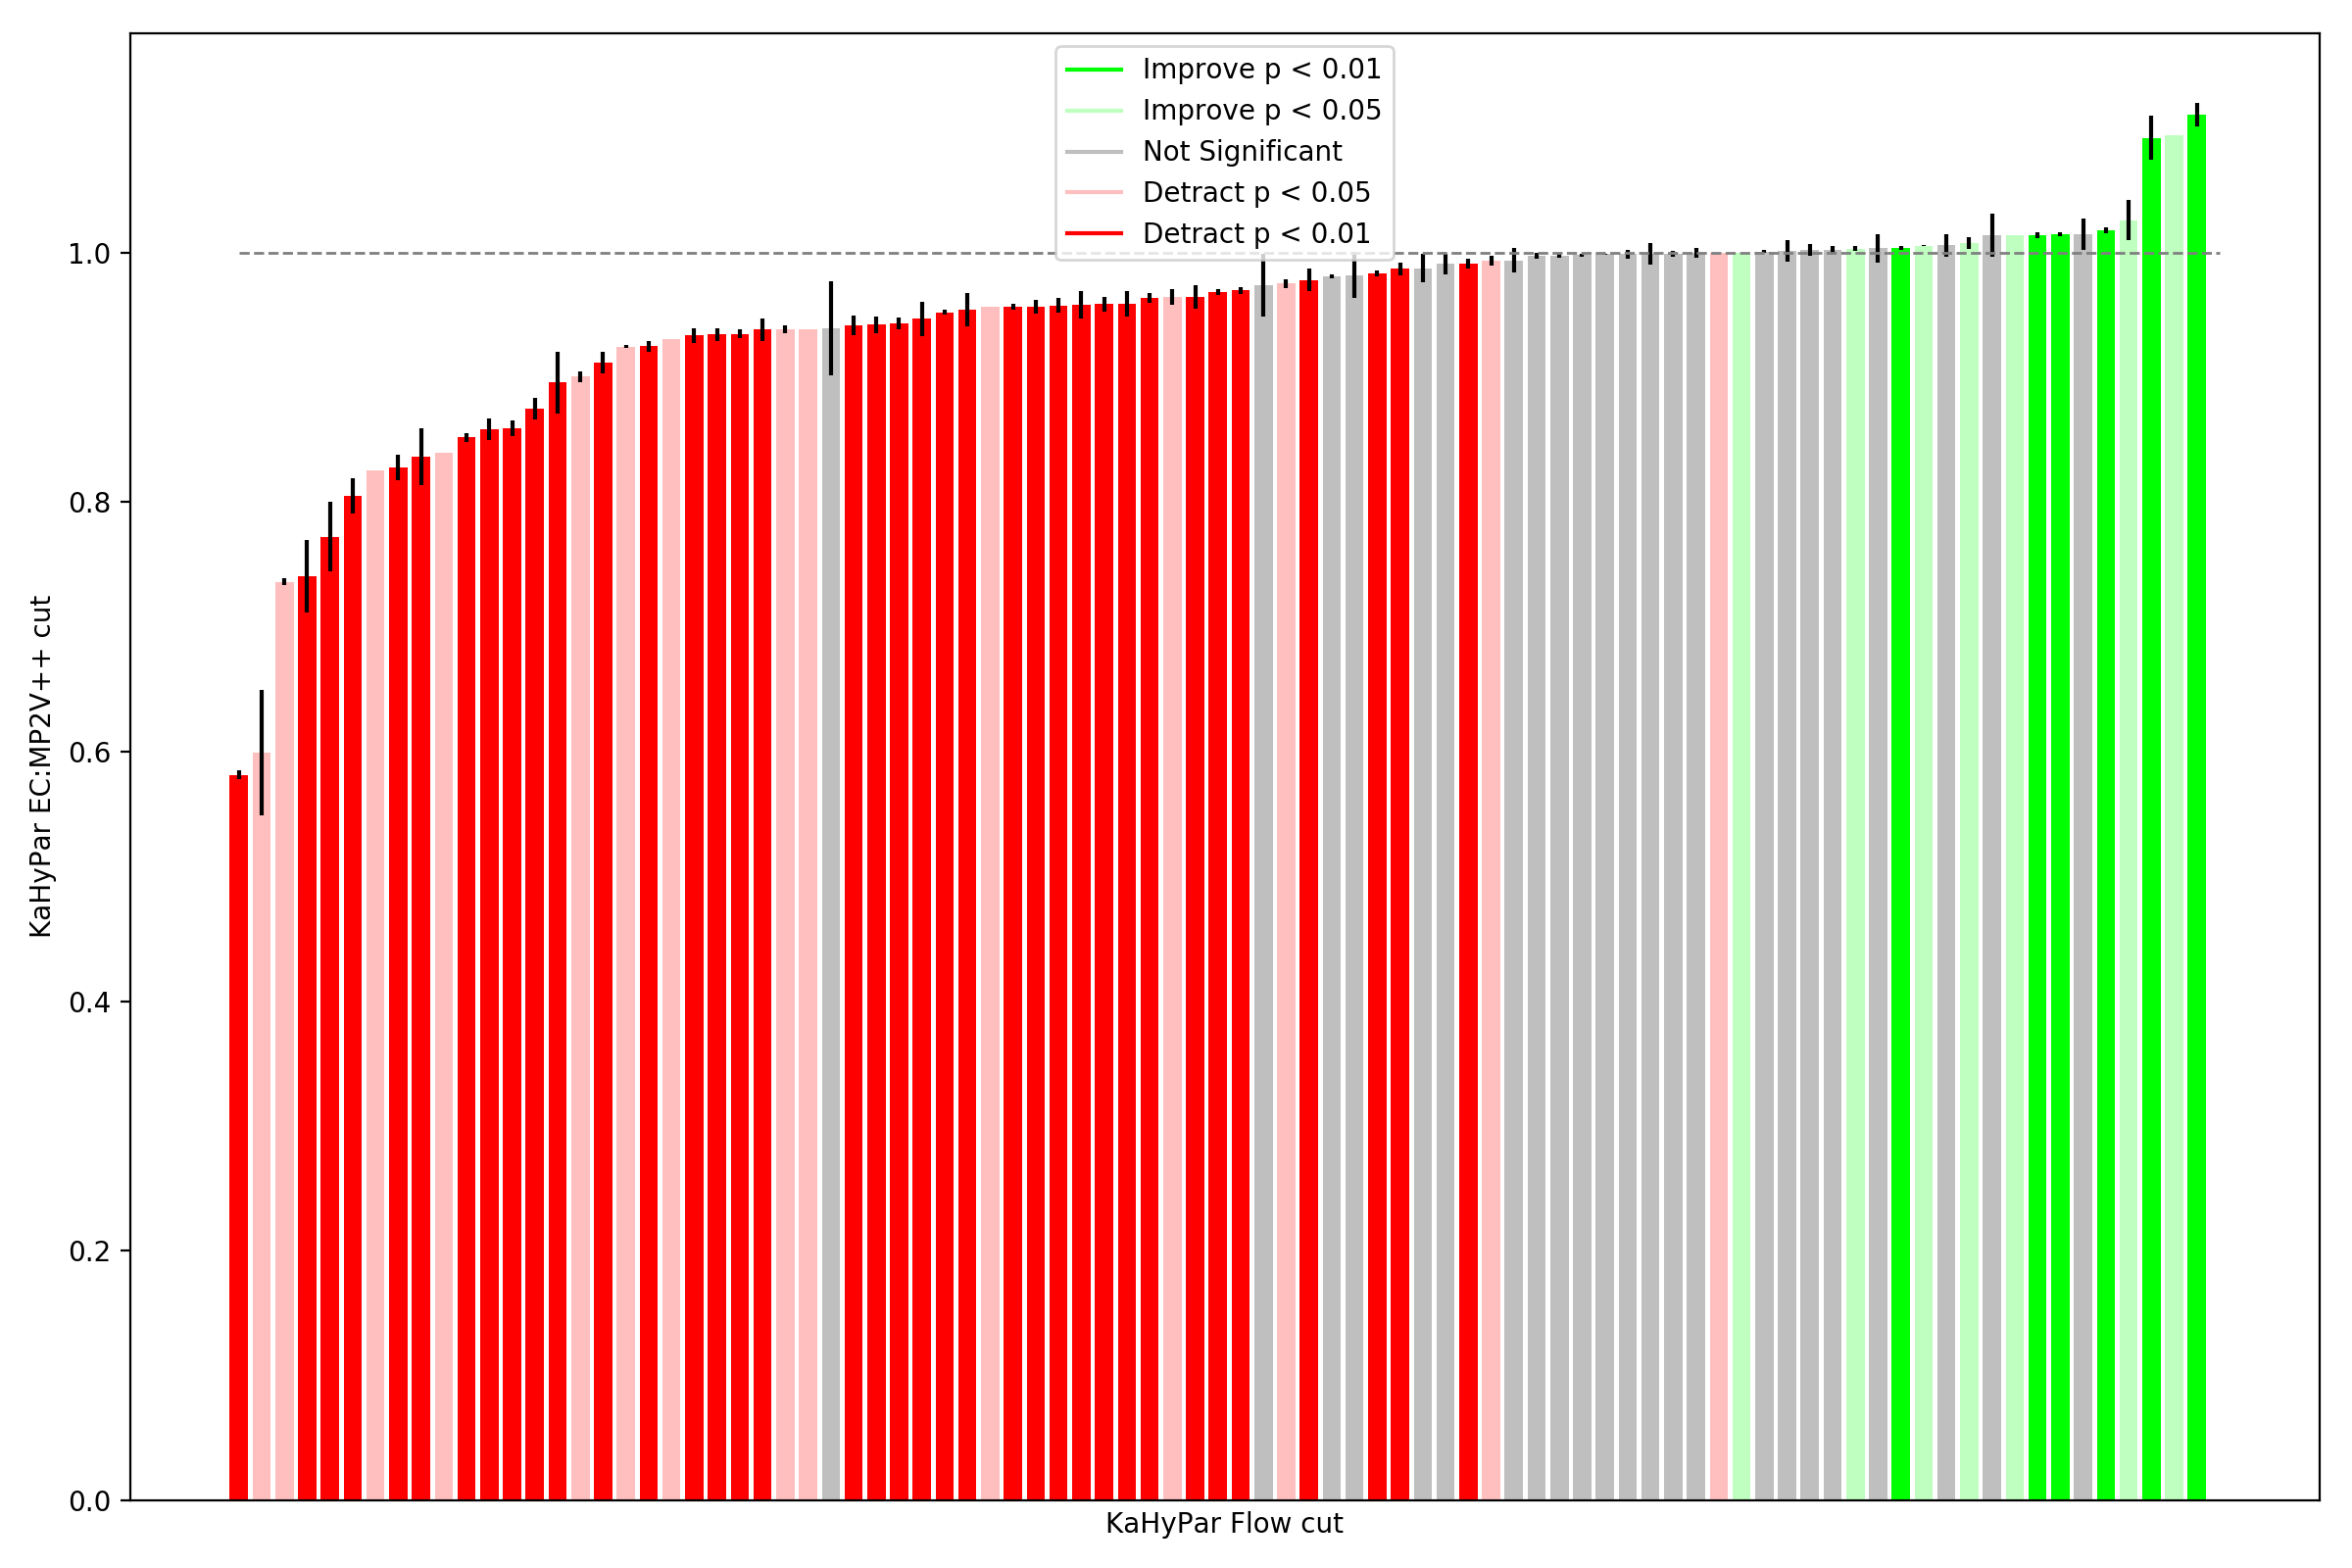 Improve p < 0.01
Improve p < 0.05
Not Significant
Detract p < 0.05
Detract p < 0.01
1.0
0.8
0.6
0.4
0.2
0.0
KaHyPar EC:MP2V++ cut
KaHyPar Flow cut